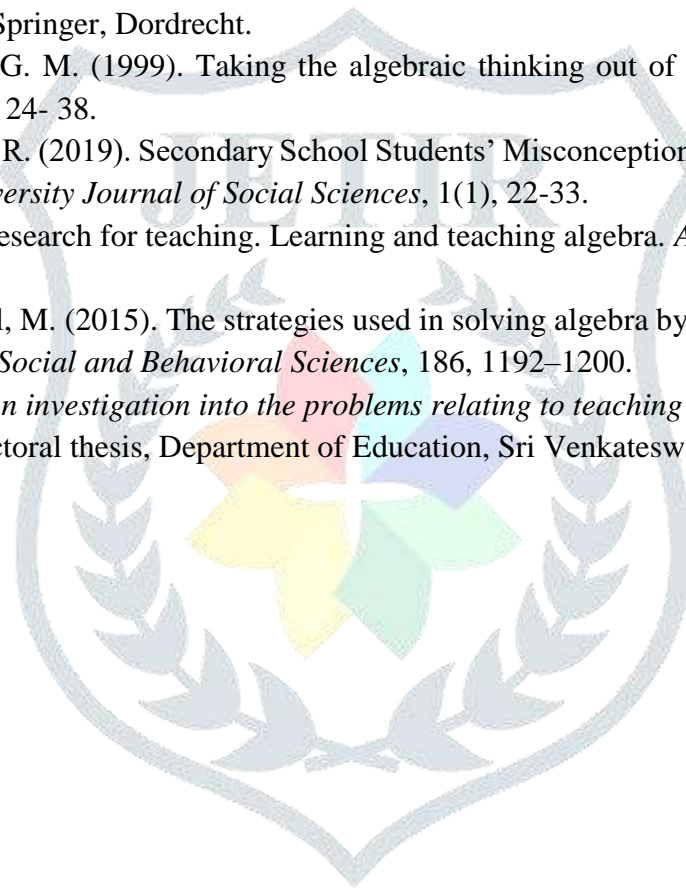 Springer, Dordrecht.
G. M. (1999). Taking the algebraic thinking out of
24- 38.
R. (2019). Secondary School Students’ Misconception
versity Journal of Social Sciences, 1(1), 22-33.
esearch for teaching. Learning and teaching algebra. A
l, M. (2015). The strategies used in solving algebra by
Social and Behavioral Sciences, 186, 1192–1200.
n investigation into the problems relating to teaching
ctoral thesis, Department of Education, Sri Venkatesw
JETIR